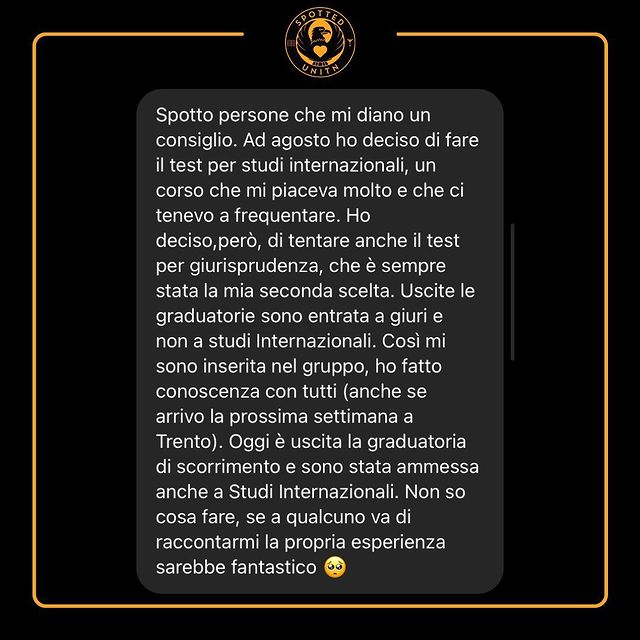 SPOTTED
UNITN
Spotto persone che mi diano un
consiglio. Ad agosto ho deciso di fare
il test per studi internazionali, un
corso che mi piaceva molto e che ci
tenevo a frequentare. Ho
deciso,però, di tentare anche il test
per giurisprudenza, che è sempre
stata la mia seconda scelta. Uscite le
graduatorie sono entrata a giuri e
non a studi Internazionali. Così mi
sono inserita nel gruppo, ho fatto
conoscenza con tutti (anche se
arrivo la prossima settimana a
Trento). Oggi è uscita la graduatoria
di scorrimento e sono stata ammessa
anche a Studi Internazionali. Non so
cosa fare, se a qualcuno va di
raccontarmi la propria esperienza
sarebbe fantastico 🥺